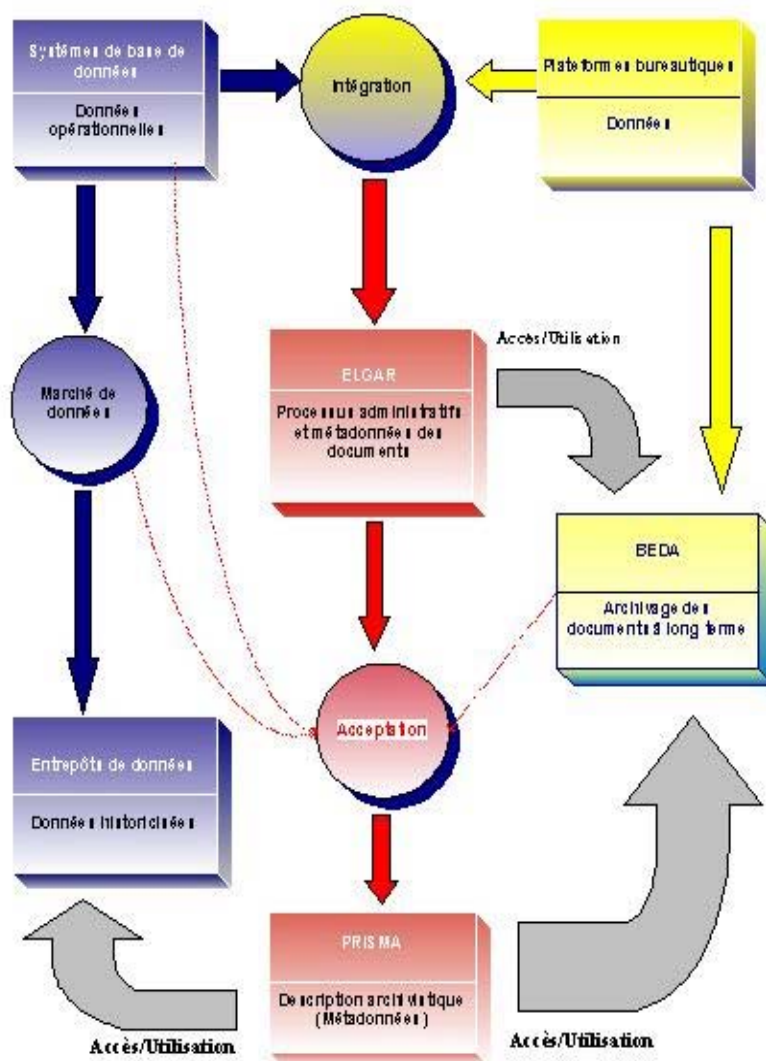 Systèmes de base de
données
Données
opérationnelles
Intégration
Plateformes bureautiques
Données
Marché de
données
ELGAR
Processus administratifs
et métadonnées des
documents
Accès/Utilisation
BEDA
Archivage des
documents à long terme
Acceptation
Entrepôts de données
Données historicisées
PRISMA
Description archivistique
(Métadonnées)
Accès/Utilisation
Accès/Utilisation